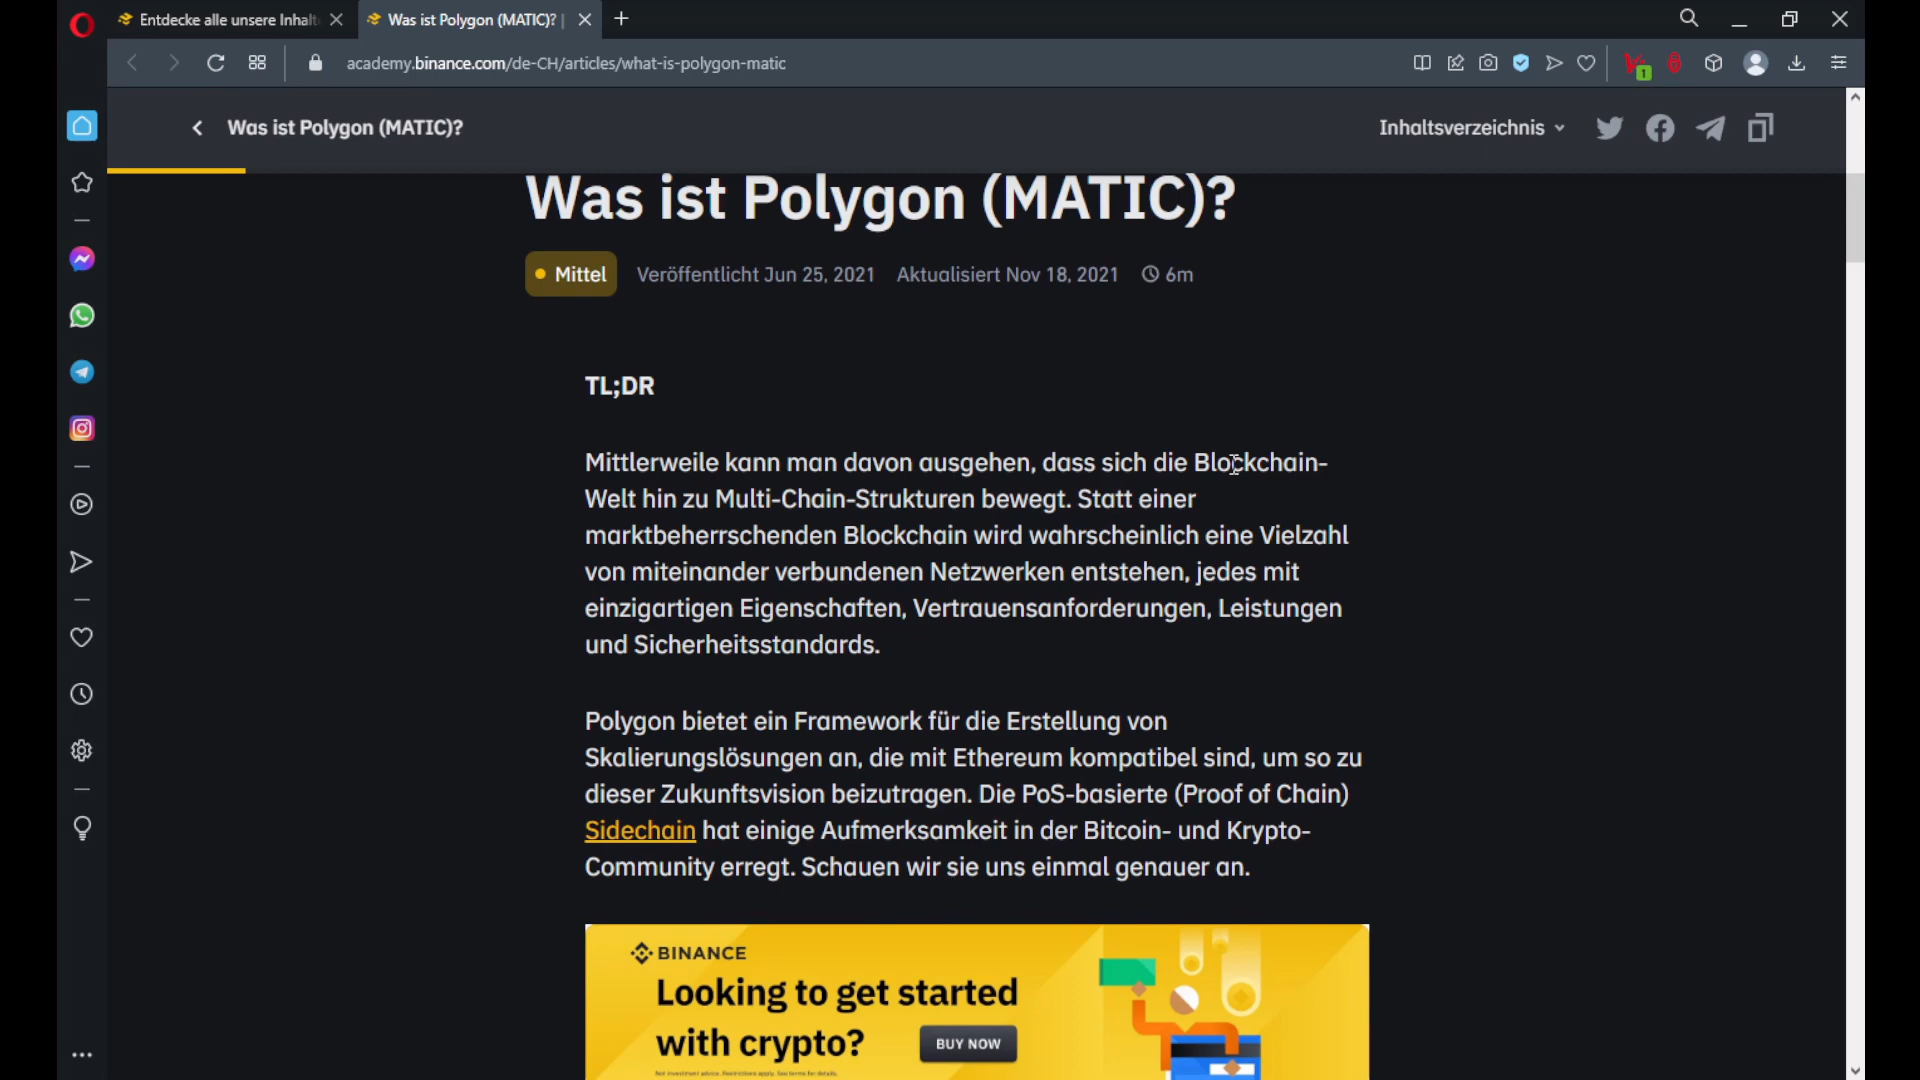 Entdecke alle unsere Inhalt
Was ist Polygon (MATIC)? |
academy.binance.com/de-CH/articles/what-is-polygon-matic
1
Was ist Polygon (MATIC)?
Inhaltsverzeichnis
Was ist Polygon (MATIC)?
Mittel Veröffentlicht Jun 25, 2021 Aktualisiert Nov 18, 2021 6m
TL;DR
Mittlerweile kann man davon ausgehen, dass sich die Blockchain-
Welt hin zu Multi-Chain-Strukturen bewegt. Statt einer
marktbeherrschenden Blockchain wird wahrscheinlich eine Vielzahl
von miteinander verbundenen Netzwerken entstehen, jedes mit
einzigartigen Eigenschaften, Vertrauensanforderungen, Leistungen
und Sicherheitsstandards.
Polygon bietet ein Framework für die Erstellung von
Skalierungslösungen an, die mit Ethereum kompatibel sind, um so zu
dieser Zukunftsvision beizutragen. Die PoS-basierte (Proof of Chain)
Sidechain hat einige Aufmerksamkeit in der Bitcoin- und Krypto-
Community erregt. Schauen wir sie uns einmal genauer an.
BINANCE
Looking to get started
with crypto?
BUY NOW
Not investment advice. Restrictions apply. See terms for details.